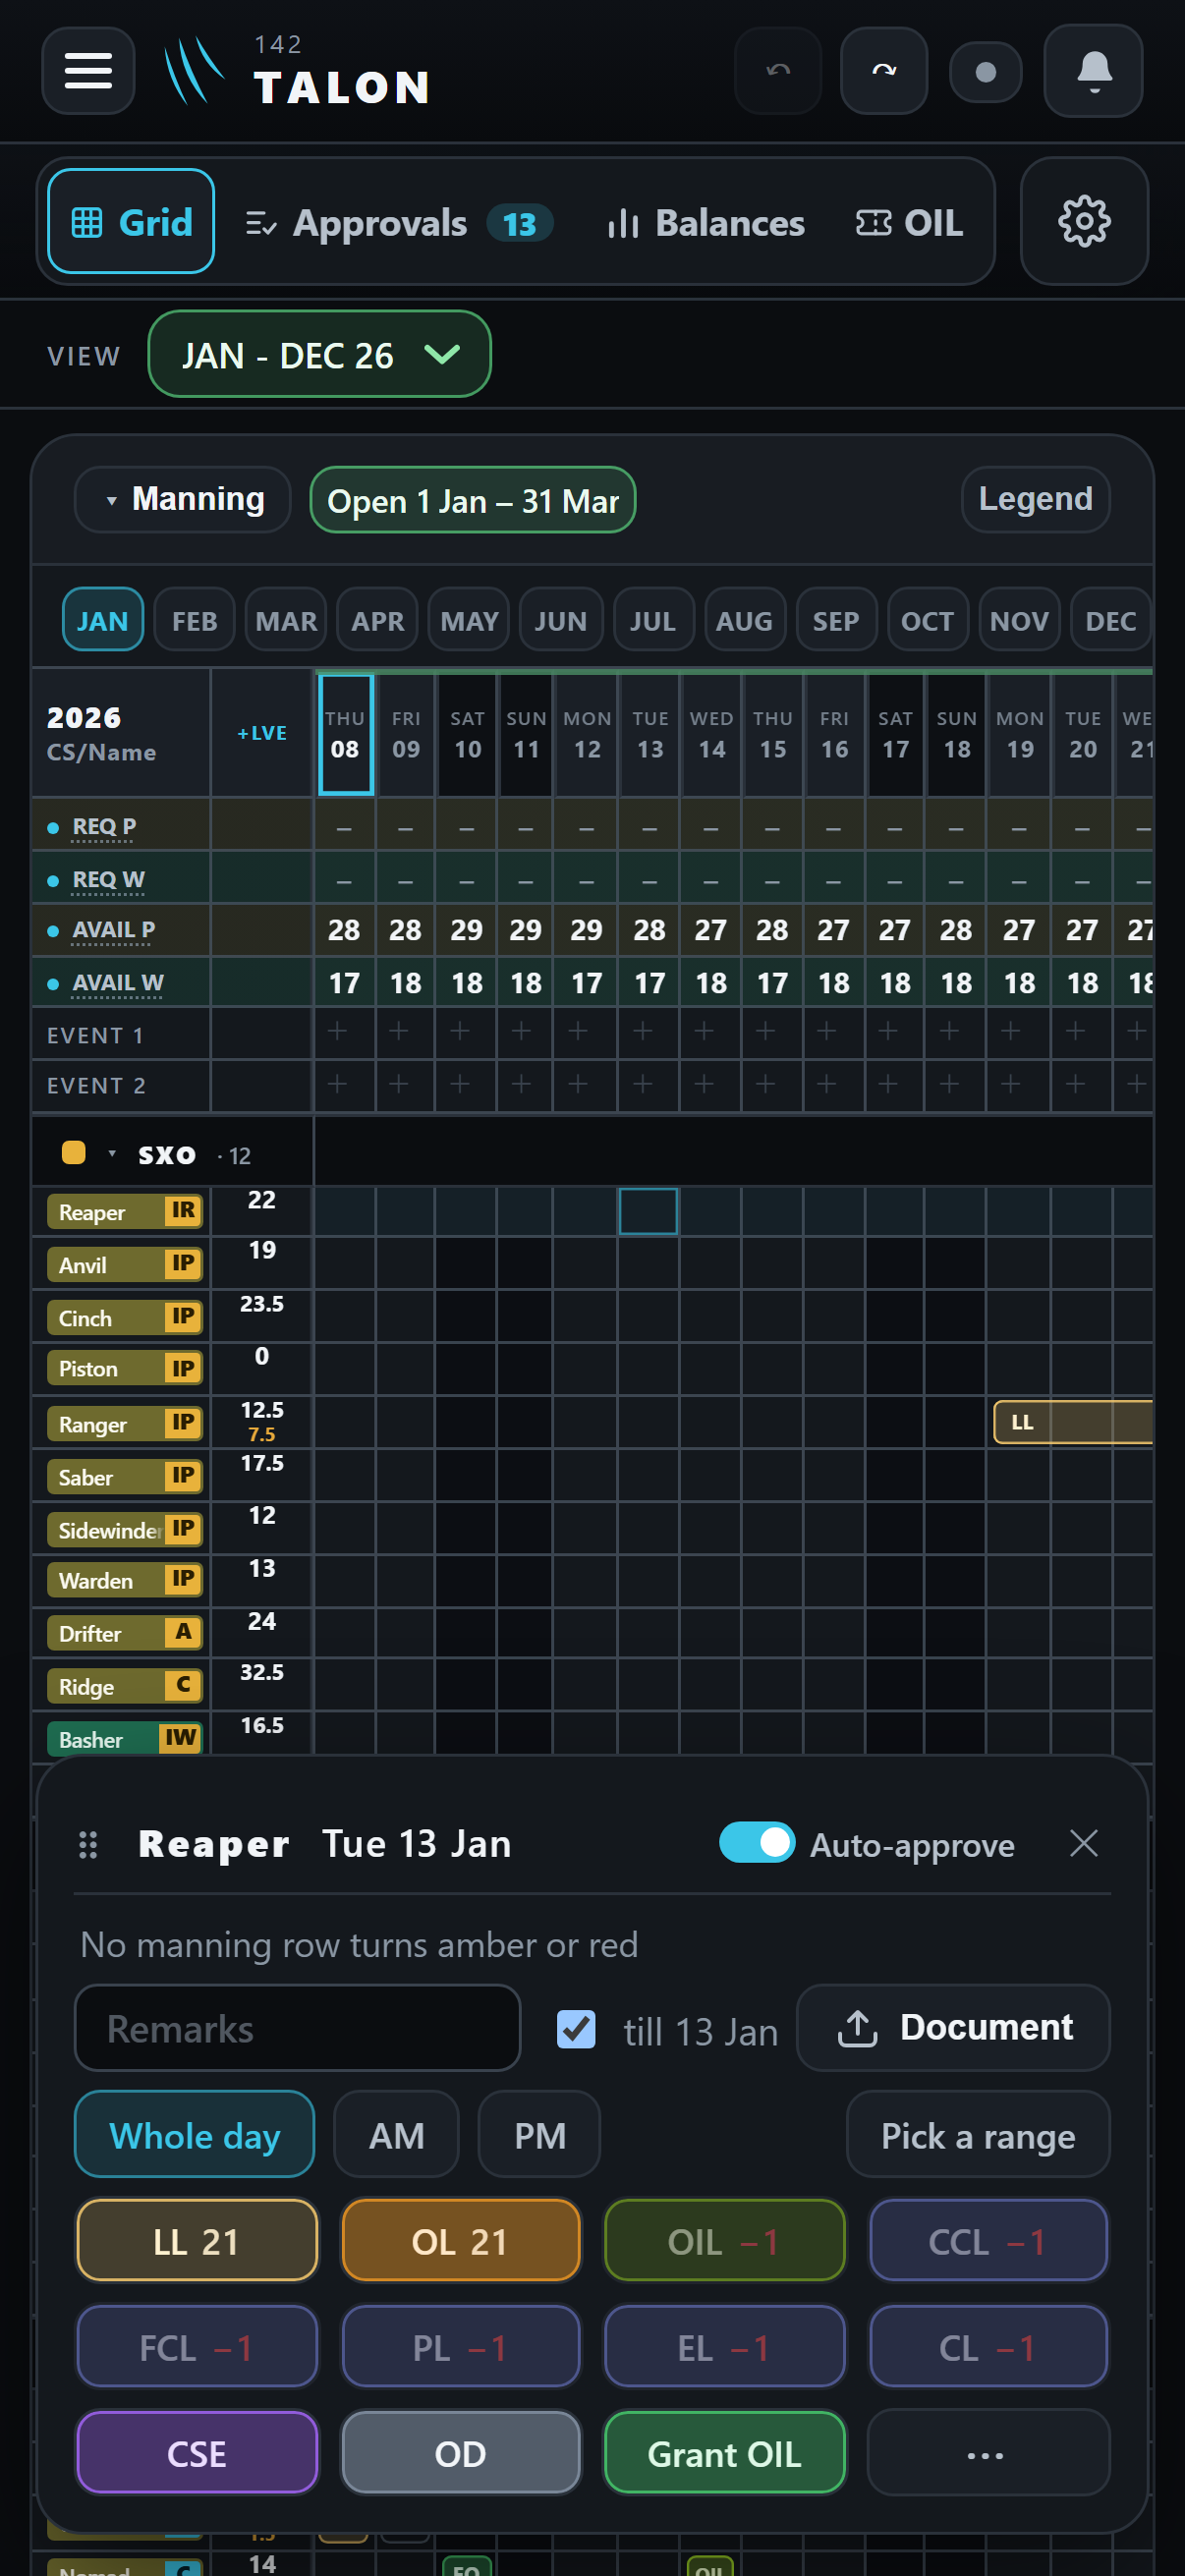 142
TALON
Grid Approvals 13 Balances OIL
VIEW JAN - DEC 26
Manning Open 1 Jan – 31 Mar Legend
JAN FEB MAR APR MAY JUN JUL AUG SEP OCT NOV DEC
2026 CS/Name +LVE THU 08 FRI 09 SAT 10 SUN 11 MON 12 TUE 13 WED 14 THU 15 FRI 16 SAT 17 SUN 18 MON 19 TUE 20 WE 21
REQ P – – – – – – – – – – – – – –
REQ W – – – – – – – – – – – – – –
AVAIL P 28 28 29 29 29 28 27 28 27 27 28 27 27 27
AVAIL W 17 18 18 18 17 17 18 17 18 18 18 18 18 18
EVENT 1 + + + + + + + + + + + + + +
EVENT 2 + + + + + + + + + + + + + +
SXO · 12
Reaper IR 22
Anvil IP 19
Cinch IP 23.5
Piston IP 0
Ranger IP 12.5 7.5 LL
Saber IP 17.5
Sidewinder IP 12
Warden IP 13
Drifter A 24
Ridge C 32.5
Basher IW 16.5
Reaper Tue 13 Jan Auto-approve
No manning row turns amber or red
Remarks till 13 Jan Document
Whole day AM PM Pick a range
LL 21 OL 21 OIL –1 CCL –1
FCL –1 PL –1 EL –1 CL –1
CSE OD Grant OIL ...
14